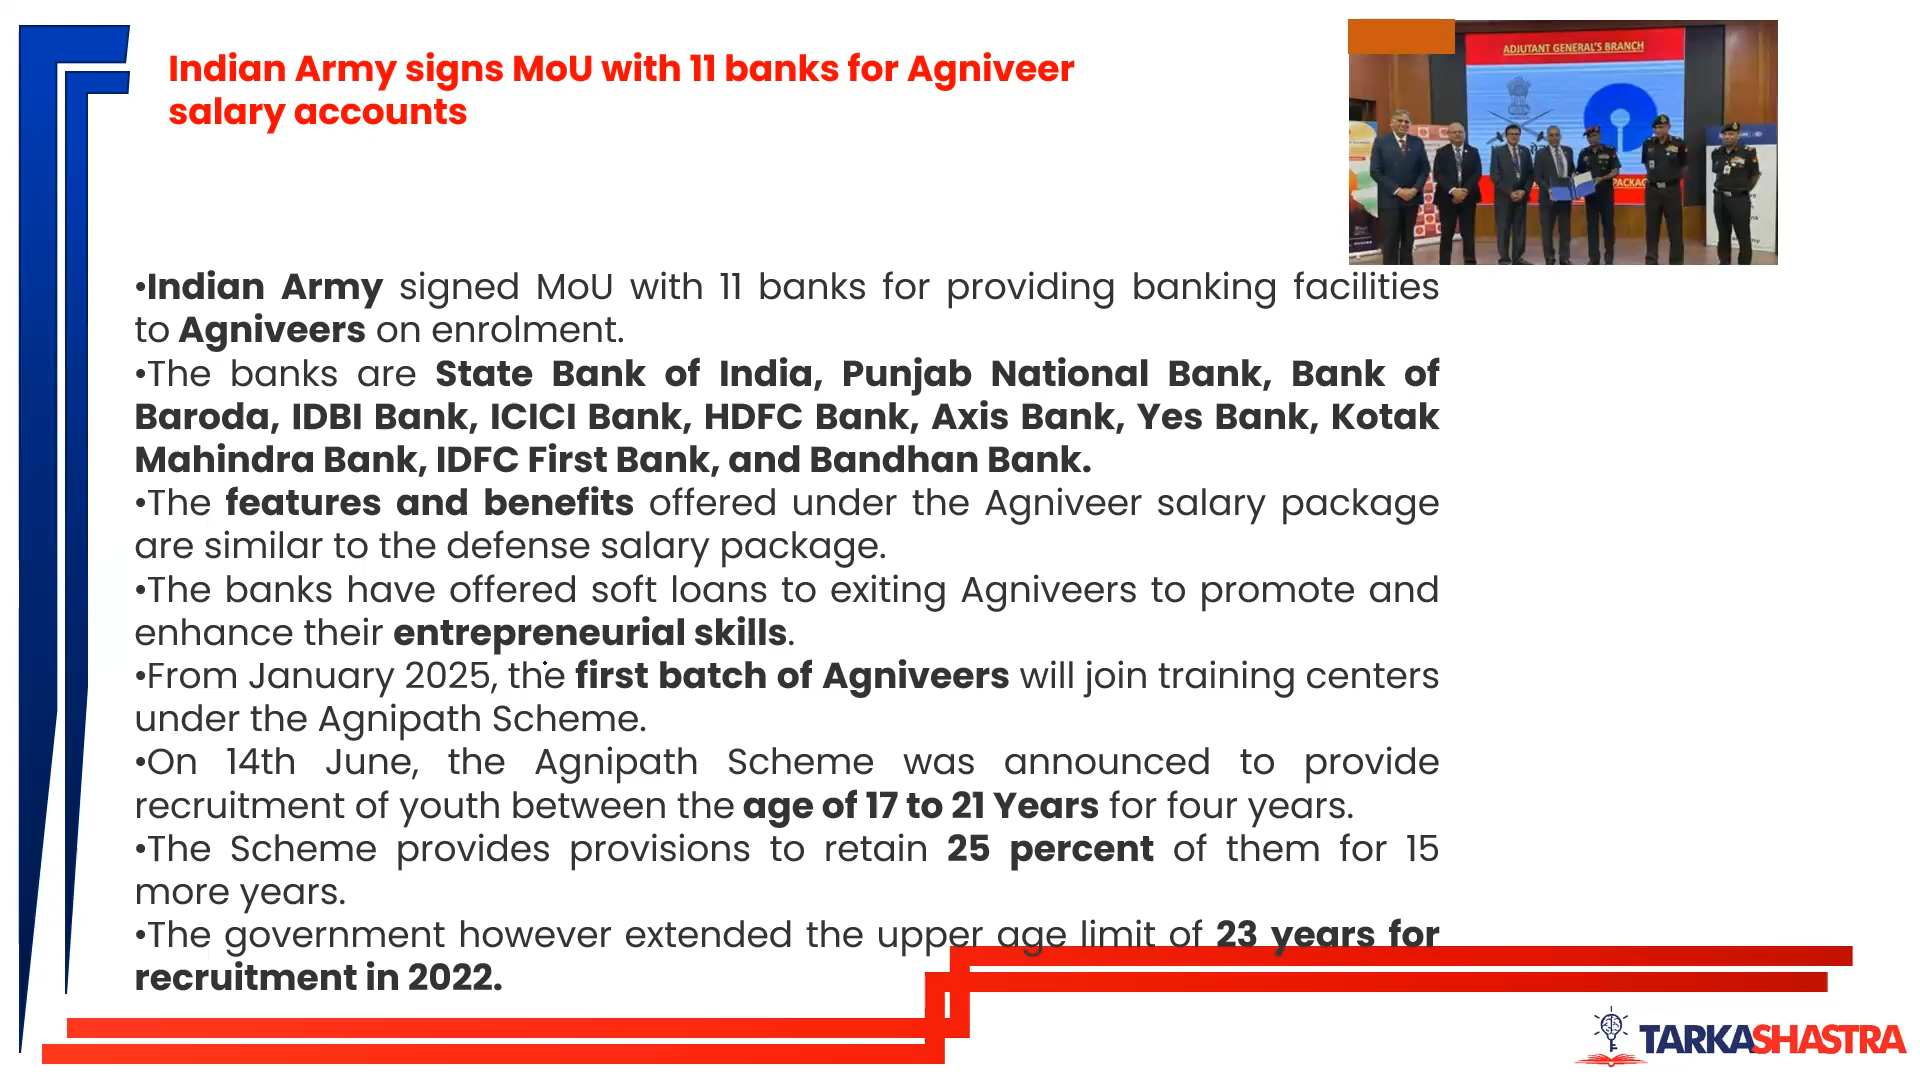 Indian Army signs MoU with 11 banks for Agniveer
salary accounts
ADJUTANT GENERAL'S BRANCH
•Indian Army signed MoU with 11 banks for providing banking facilities
to Agniveers on enrolment.
•The banks are State Bank of India, Punjab National Bank, Bank of
Baroda, IDBI Bank, ICICI Bank, HDFC Bank, Axis Bank, Yes Bank, Kotak
Mahindra Bank, IDFC First Bank, and Bandhan Bank.
•The features and benefits offered under the Agniveer salary package
are similar to the defense salary package.
•The banks have offered soft loans to exiting Agniveers to promote and
enhance their entrepreneurial skills.
•From January 2025, the first batch of Agniveers will join training centers
under the Agnipath Scheme.
•On 14th June, the Agnipath Scheme was announced to provide
recruitment of youth between the age of 17 to 21 Years for four years.
•The Scheme provides provisions to retain 25 percent of them for 15
more years.
•The government however extended the upper age limit of 23 years for
recruitment in 2022.
TARKASHASTRA